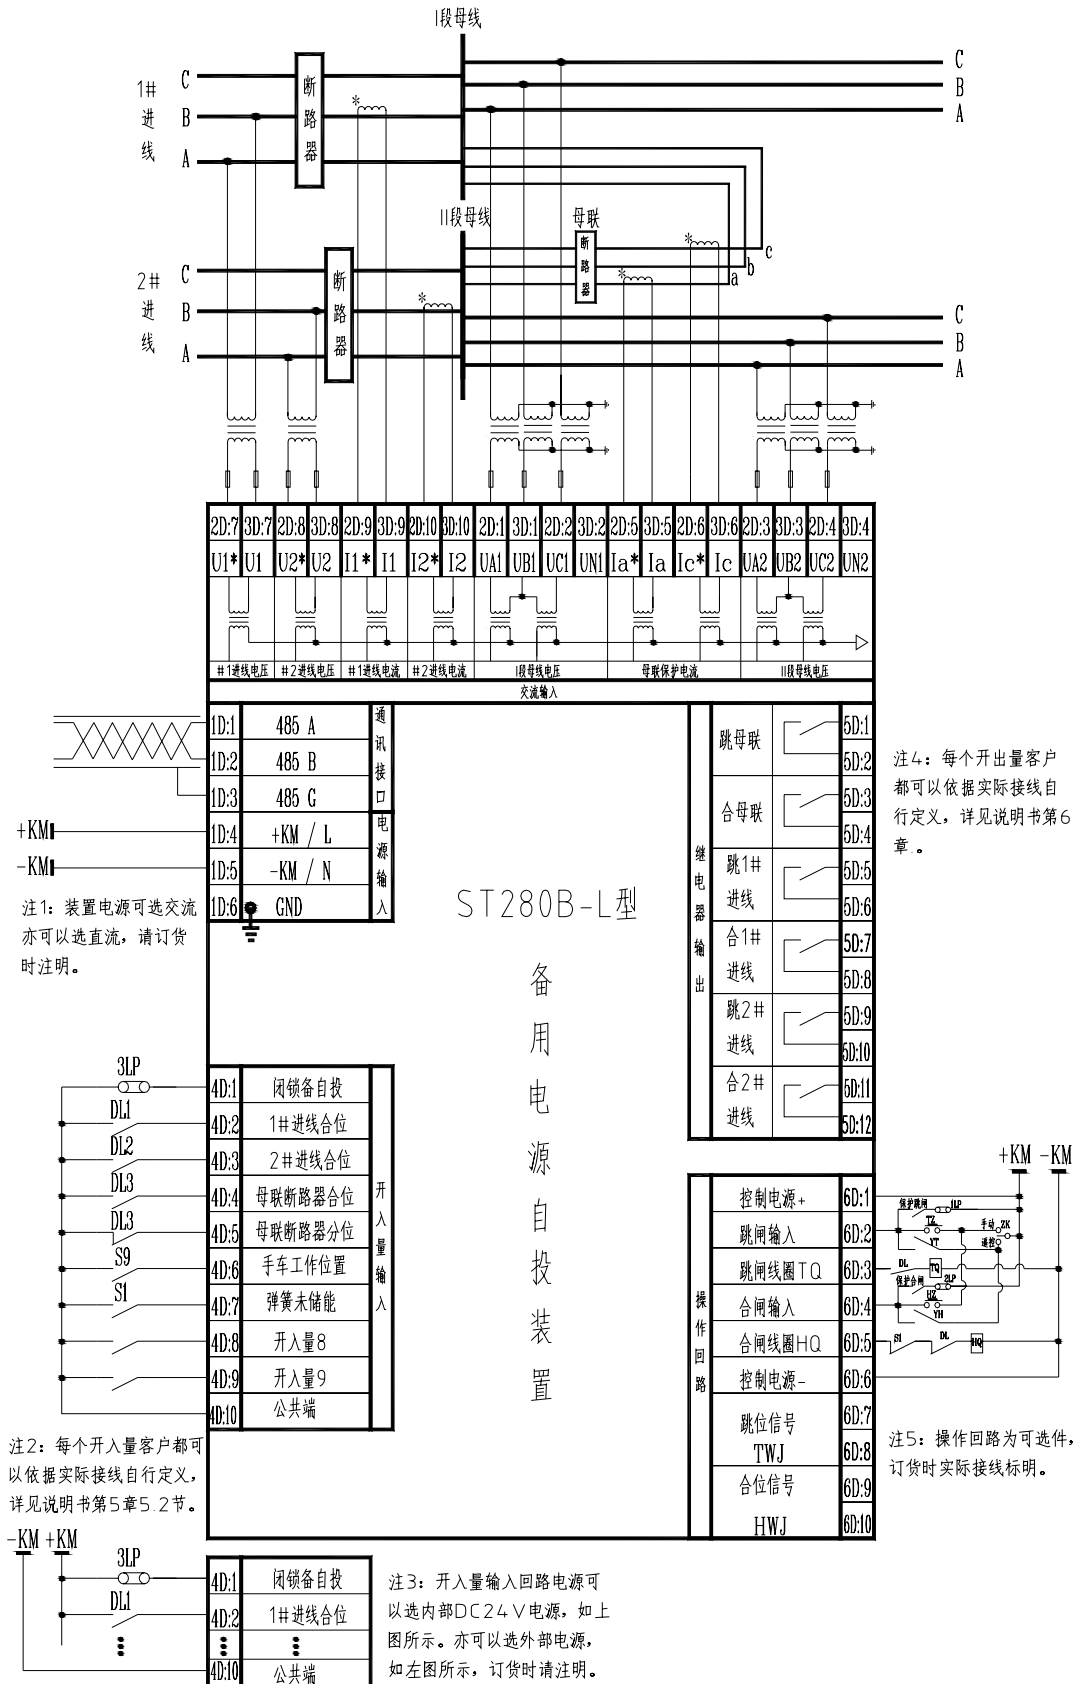 I段母线
C
B
A
1#
进
线
C
B
A
断
路
器
*
II段母线
母联
断
路
器
*
*
c
b
a
2#
进
线
C
B
A
断
路
器
*
C
B
A
2D:7 3D:7 2D:8 3D:8 2D:9 3D:9 2D:10 3D:10 2D:1 3D:1 2D:2 3D:2 2D:5 3D:5 2D:6 3D:6 2D:3 3D:3 2D:4 3D:4
U1* U1 U2* U2 I1* I1 I2* I2 UA1 UB1 UC1 UN1 Ia* Ia Ic* Ic UA2 UB2 UC2 UN2
#1进线电压 #2进线电压 #1进线电流 #2进线电流 I段母线电压 母联保护电流 II段母线电压
交流输入
1D:1 485 A
1D:2 485 B
1D:3 485 G
通讯接口
+KM 1D:4 +KM / L
-KM 1D:5 -KM / N
1D:6 GND
电源输入
注1：装置电源可选交流
亦可以选直流，请订货
时注明。
ST280B-L型
备用电源自投装置
继电器输出
跳母联 5D:1
5D:2
合母联 5D:3
5D:4
跳1# 5D:5
进线 5D:6
合1# 5D:7
进线 5D:8
跳2# 5D:9
进线 5D:10
合2# 5D:11
进线 5D:12
注4：每个开出量客户
都可以依据实际接线自
行定义，详见说明书第6
章.。
3LP 4D:1 闭锁备自投
DL1 4D:2 1#进线合位
DL2 4D:3 2#进线合位
DL3 4D:4 母联断路器合位
DL3 4D:5 母联断路器分位
S9 4D:6 手车工作位置
S1 4D:7 弹簧未储能
4D:8 开入量8
4D:9 开入量9
4D:10 公共端
开入量输入
注2：每个开入量客户都可
以依据实际接线自行定义，
详见说明书第5章5.2节。
操作回路
控制电源+ 6D:1
跳闸输入 6D:2
跳闸线圈TQ 6D:3
合闸输入 6D:4
合闸线圈HQ 6D:5
控制电源- 6D:6
跳位信号 6D:7
TWJ 6D:8
合位信号 6D:9
HWJ 6D:10
+KM -KM
保护跳闸 1LP
TZ
手动 ZK
YT
遥控
DL TQ
保护合闸 2LP
HZ
YH
S1 DL HQ
注5：操作回路为可选件，
订货时实际接线标明。
-KM +KM
3LP 4D:1 闭锁备自投
DL1 4D:2 1#进线合位
4D:10 公共端
注3：开入量输入回路电源可
以选内部DC24V电源，如上
图所示。亦可以选外部电源，
如左图所示，订货时请注明。